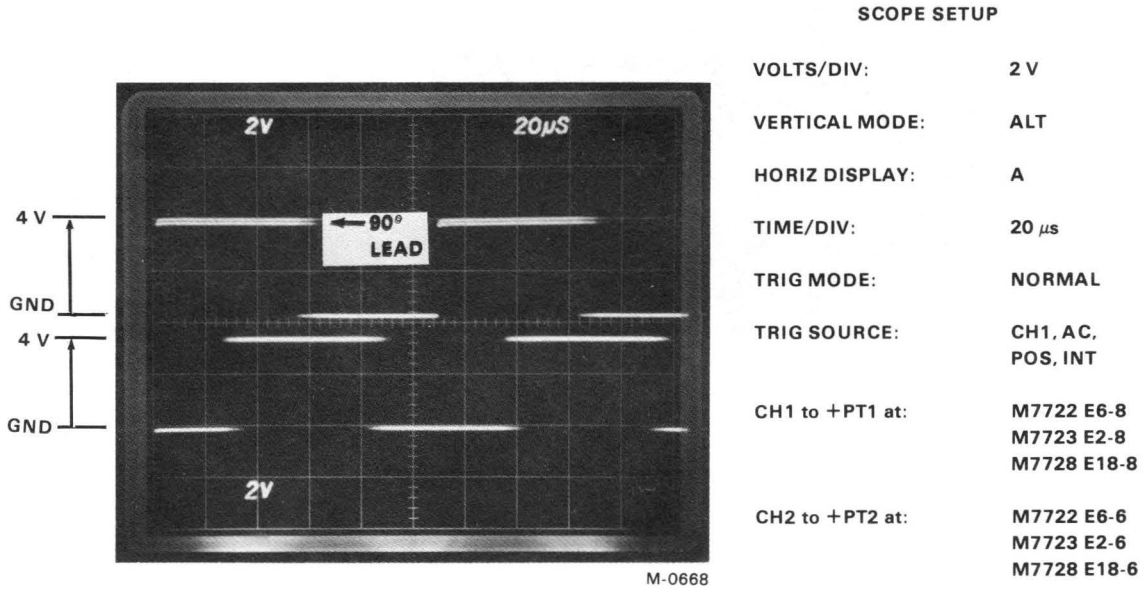 SCOPE SETUP
VOLTS/DIV: 2 V
VERTICAL MODE: ALT
HORIZ DISPLAY: A
TIME/DIV: 20 μs
TRIG MODE: NORMAL
TRIG SOURCE: CH1, AC,
POS, INT
CH1 to +PT1 at: M7722 E6-8
M7723 E2-8
M7728 E18-8
CH2 to +PT2 at: M7722 E6-6
M7723 E2-6
M7728 E18-6
2V 20μS
4 V
90°
LEAD
GND
4 V
GND
2V
M-0668